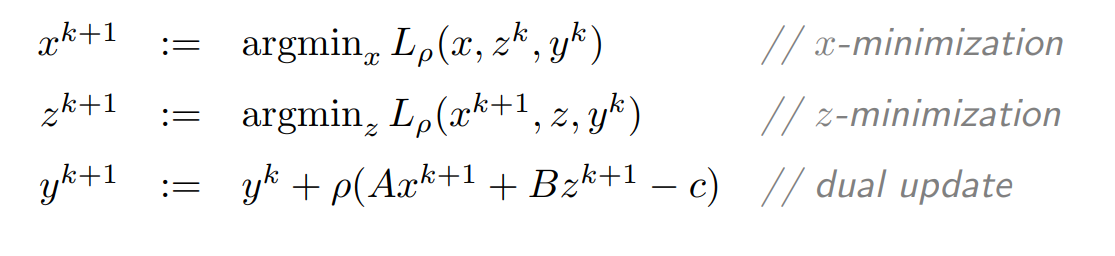 x^{k+1} := argmin_x L_ρ(x, z^k, y^k) // x-minimization
z^{k+1} := argmin_z L_ρ(x^{k+1}, z, y^k) // z-minimization
y^{k+1} := y^k + ρ(Ax^{k+1} + Bz^{k+1} − c) // dual update